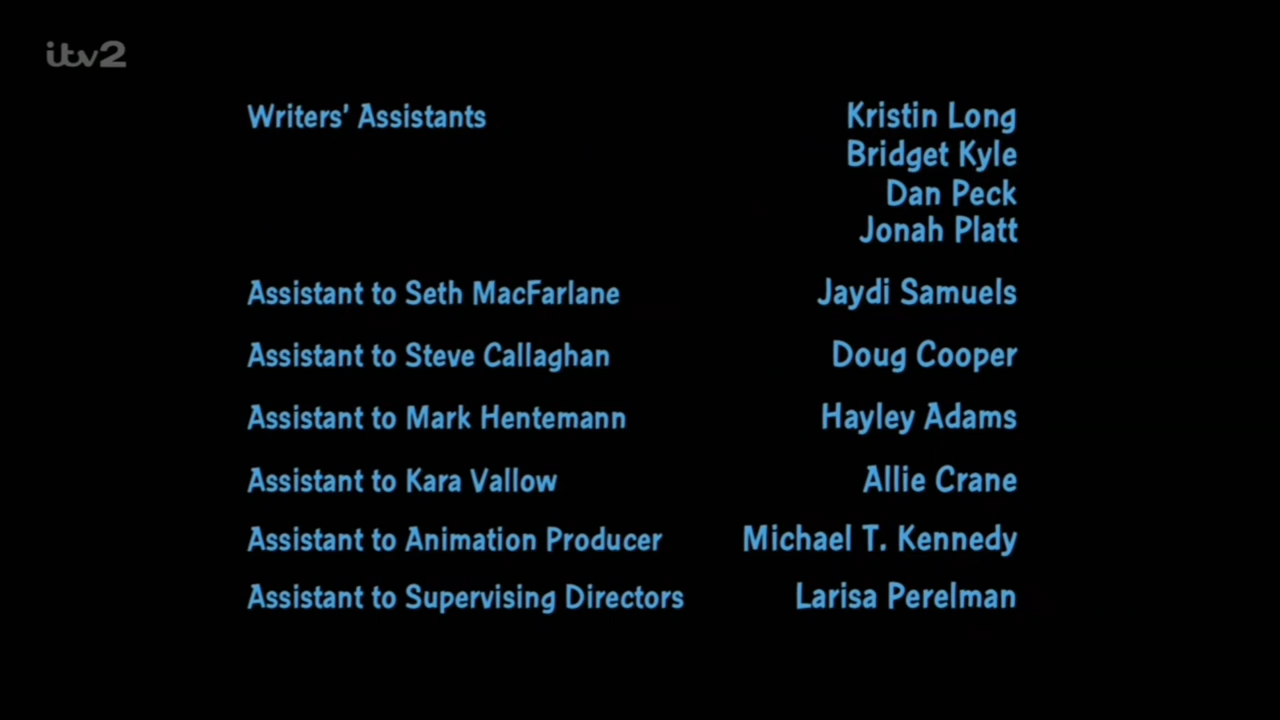 itv2
Writers' Assistants Kristin Long
Bridget Kyle
Dan Peck
Jonah Platt
Assistant to Seth MacFarlane Jaydi Samuels
Assistant to Steve Callaghan Doug Cooper
Assistant to Mark Hentemann Hayley Adams
Assistant to Kara Vallow Allie Crane
Assistant to Animation Producer Michael T. Kennedy
Assistant to Supervising Directors Larisa Perelman